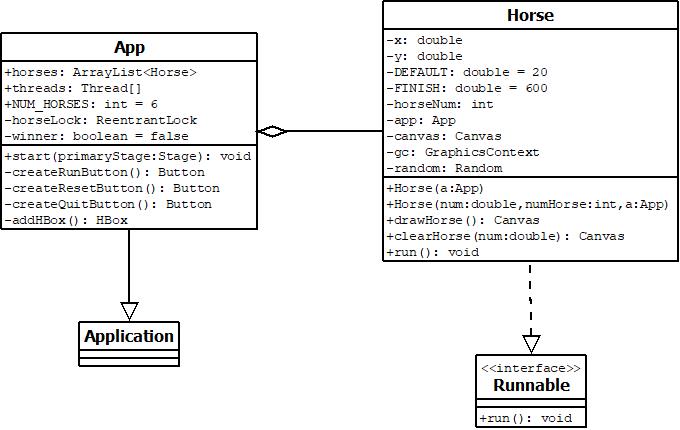 App
+horses: ArrayList<Horse>
+threads: Thread[]
+NUM_HORSES: int = 6
-horseLock: ReentrantLock
-winner: boolean = false
+start(primaryStage:Stage): void
-createRunButton(): Button
-createResetButton(): Button
-createQuitButton(): Button
-addHBox(): HBox
Horse
-x: double
-y: double
-DEFAULT: double = 20
-FINISH: double = 600
-horseNum: int
-app: App
-canvas: Canvas
-gc: GraphicsContext
-random: Random
+Horse(a:App)
+Horse(num:double,numHorse:int,a:App)
+drawHorse(): Canvas
+clearHorse(num:double): Canvas
+run(): void
Application
<<interface>>
Runnable
+run(): void